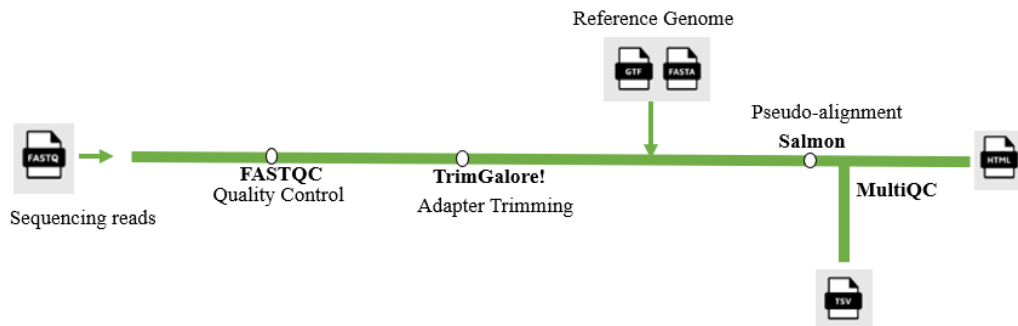 Reference Genome
GTF
FASTA
Pseudo-alignment
Salmon
FASTQ
HTML
FASTQC
Quality Control
TrimGalore!
Adapter Trimming
MultiQC
Sequencing reads
TSV